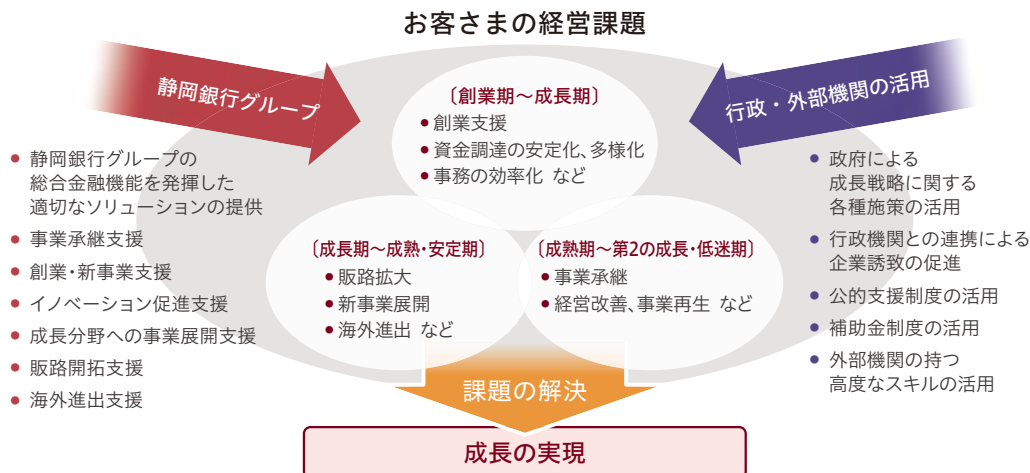 お客さまの経営課題
静岡銀行グループ
行政・外部機関の活用
〔創業期～成長期〕
● 創業支援
● 資金調達の安定化、多様化
● 事務の効率化 など
〔成長期～成熟・安定期〕
● 販路拡大
● 新事業展開
● 海外進出 など
〔成熟期～第2の成長・低迷期〕
● 事業承継
● 経営改善、事業再生 など
● 静岡銀行グループの
総合金融機能を発揮した
適切なソリューションの提供
● 事業承継支援
● 創業・新事業支援
● イノベーション促進支援
● 成長分野への事業展開支援
● 販路開拓支援
● 海外進出支援
● 政府による
成長戦略に関する
各種施策の活用
● 行政機関との連携による
企業誘致の促進
● 公的支援制度の活用
● 補助金制度の活用
● 外部機関の持つ
高度なスキルの活用
課題の解決
成長の実現